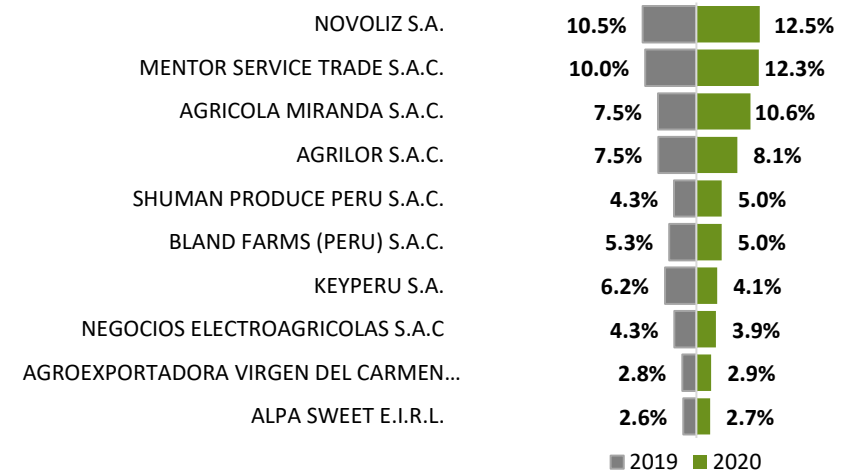 NOVOLIZ S.A. 10.5% 12.5%
MENTOR SERVICE TRADE S.A.C. 10.0% 12.3%
AGRICOLA MIRANDA S.A.C. 7.5% 10.6%
AGRILOR S.A.C. 7.5% 8.1%
SHUMAN PRODUCE PERU S.A.C. 4.3% 5.0%
BLAND FARMS (PERU) S.A.C. 5.3% 5.0%
KEYPERU S.A. 6.2% 4.1%
NEGOCIOS ELECTROAGRICOLAS S.A.C 4.3% 3.9%
AGROEXPORTADORA VIRGEN DEL CARMEN... 2.8% 2.9%
ALPA SWEET E.I.R.L. 2.6% 2.7%
2019 2020